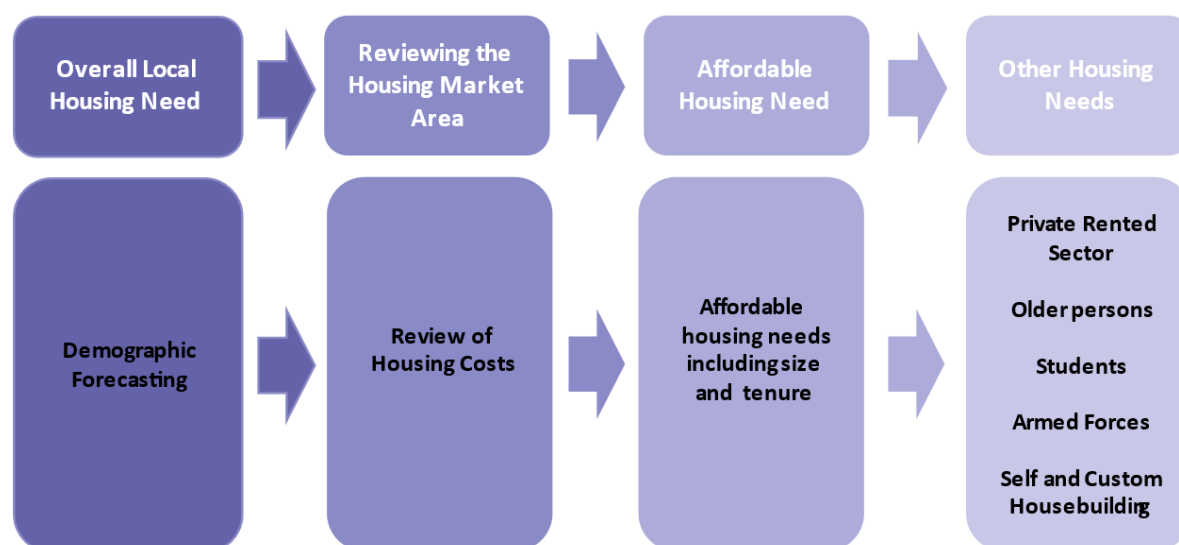 Overall Local
Housing Need
Reviewing the
Housing Market
Area
Affordable
Housing Need
Other Housing
Needs
Demographic
Forecasting
Review of
Housing Costs
Affordable
housing needs
including size
and tenure
Private Rented
Sector
Older persons
Students
Armed Forces
Self and Custom
Housebuilding